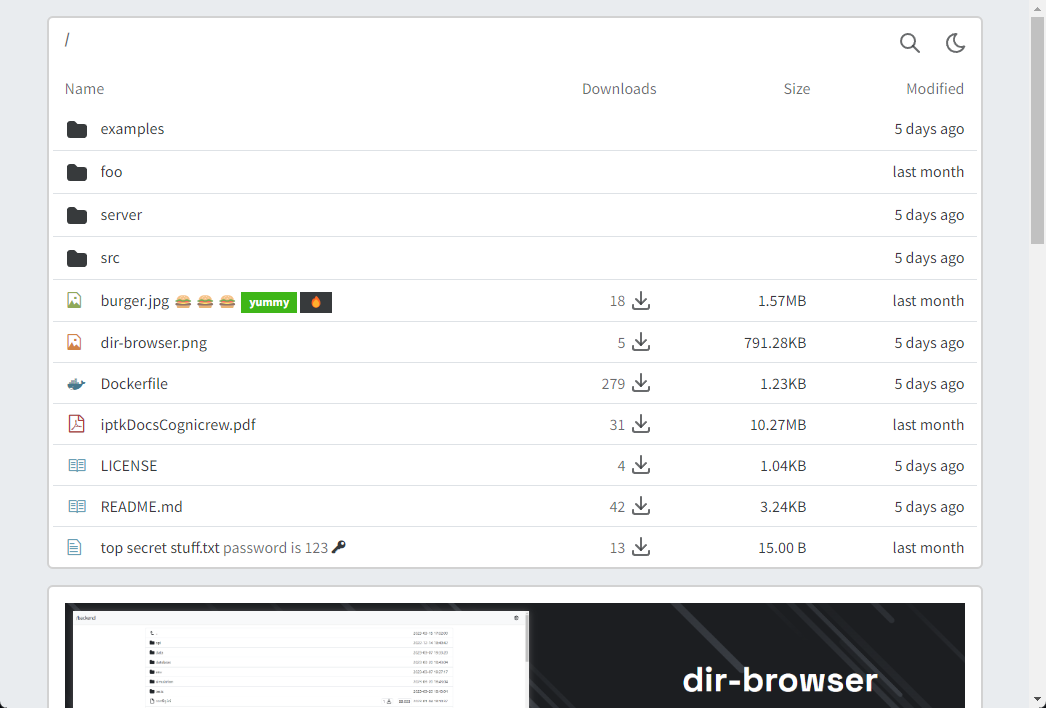 /
Name Downloads Size Modified
examples 5 days ago
foo last month
server 5 days ago
src 5 days ago
burger.jpg 🍔 🍔 🍔 yummy 🔥 18 1.57MB last month
dir-browser.png 5 791.28KB 5 days ago
Dockerfile 279 1.23KB 5 days ago
iptkDocsCognicrew.pdf 31 10.27MB last month
LICENSE 4 1.04KB 5 days ago
README.md 42 3.24KB 5 days ago
top secret stuff.txt password is 123 🔑 13 15.00 B last month
/backend
dir-browser